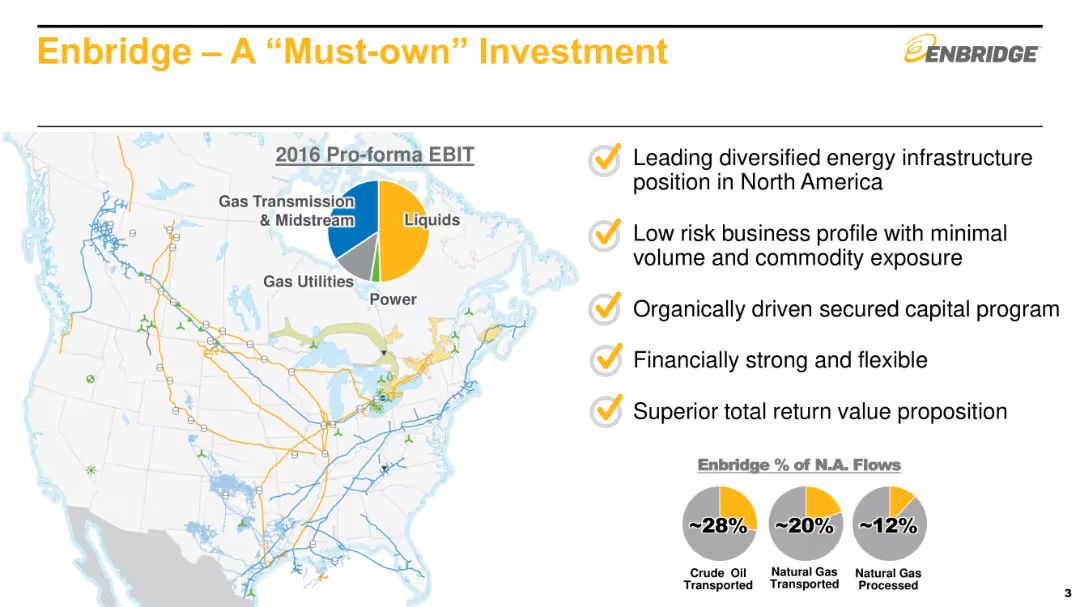 Enbridge – A “Must-own” Investment
ENBRIDGE
2016 Pro-forma EBIT
Gas Transmission
& Midstream
Liquids
Gas Utilities
Power
Leading diversified energy infrastructure
position in North America
Low risk business profile with minimal
volume and commodity exposure
Organically driven secured capital program
Financially strong and flexible
Superior total return value proposition
Enbridge % of N.A. Flows
~28%
~20%
~12%
Crude Oil
Transported
Natural Gas
Transported
Natural Gas
Processed
3